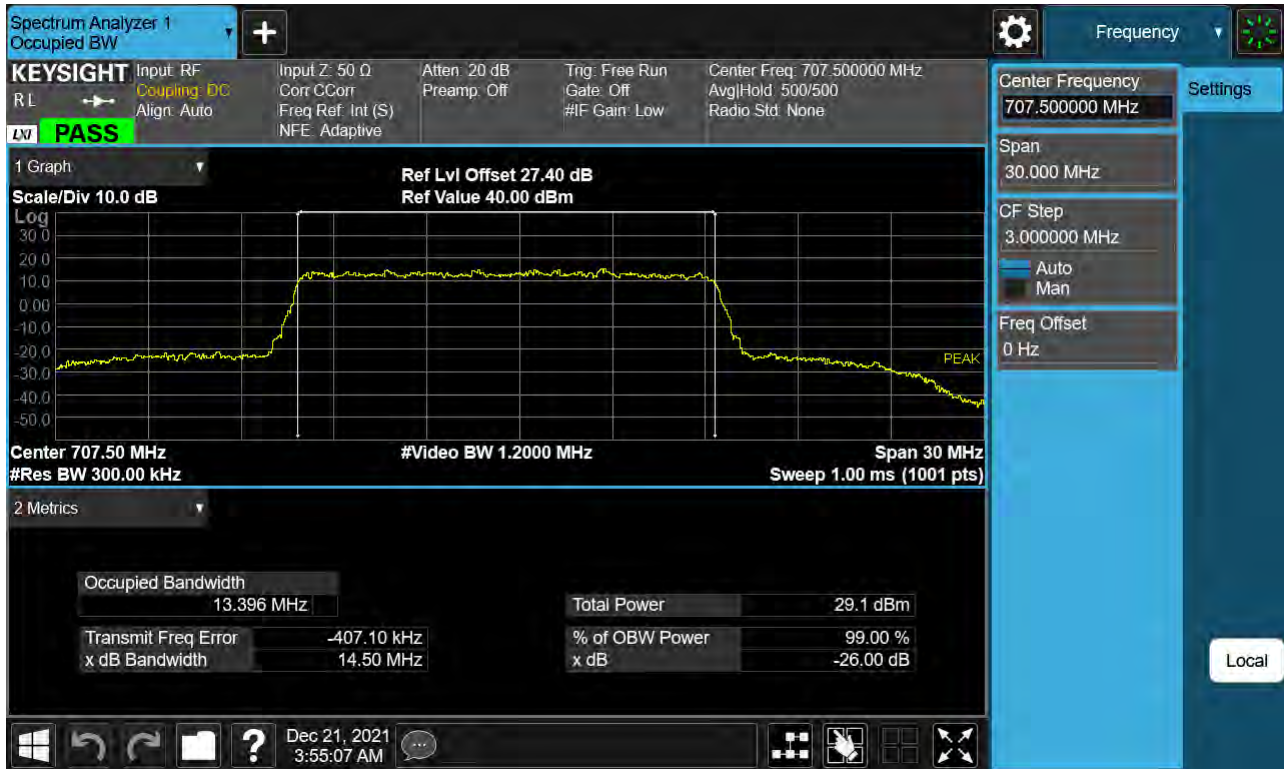 Spectrum Analyzer 1
Occupied BW
Frequency
KEYSIGHT
RL
LXI
PASS
Input: RF
Coupling: DC
Align: Auto
Input Z: 50 Ω
Corr CCorr
Freq Ref: Int (S)
NFE: Adaptive
Atten: 20 dB
Preamp: Off
Trig: Free Run
Gate: Off
#IF Gain: Low
Center Freq: 707.500000 MHz
Avg|Hold: 500/500
Radio Std: None
Center Frequency
707.500000 MHz
Settings
Span
30.000 MHz
CF Step
3.000000 MHz
Auto
Man
Freq Offset
0 Hz
Local
1 Graph
Scale/Div 10.0 dB
Ref Lvl Offset 27.40 dB
Ref Value 40.00 dBm
Log
30.0
20.0
10.0
0.00
-10.0
-20.0
-30.0
-40.0
-50.0
PEAK
Center 707.50 MHz
#Video BW 1.2000 MHz
Span 30 MHz
#Res BW 300.00 kHz
Sweep 1.00 ms (1001 pts)
2 Metrics
Occupied Bandwidth
13.396 MHz
Total Power 29.1 dBm
Transmit Freq Error -407.10 kHz
% of OBW Power 99.00 %
x dB Bandwidth 14.50 MHz
x dB -26.00 dB
?
Dec 21, 2021
3:55:07 AM